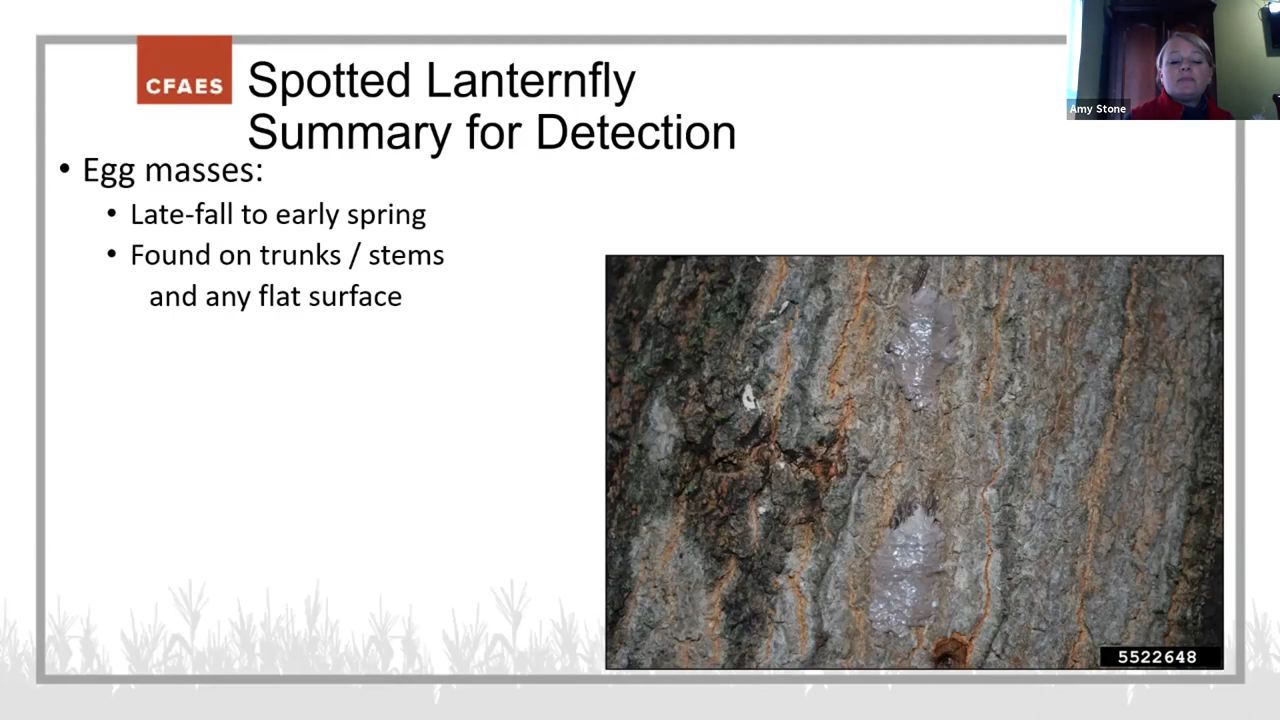 CFAES
Spotted Lanternfly
Summary for Detection
Amy Stone
• Egg masses:
• Late-fall to early spring
• Found on trunks / stems
and any flat surface
5522648